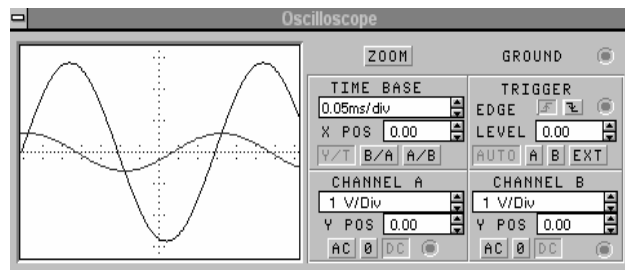 Oscilloscope
ZOOM GROUND
TIME BASE
0.05ms/div
X POS 0.00
Y/T B/A A/B
TRIGGER
EDGE
LEVEL 0.00
AUTO A B EXT
CHANNEL A
1 V/Div
Y POS 0.00
AC 0 DC
CHANNEL B
1 V/Div
Y POS 0.00
AC 0 DC